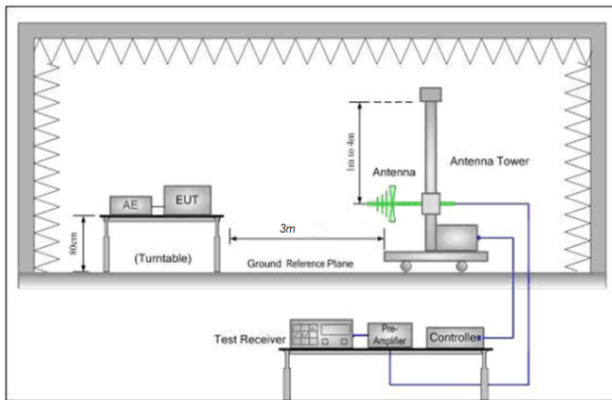 1m to 4m
Antenna
Antenna Tower
AE
EUT
80cm
(Turntable)
3m
Ground Reference Plane
Test Receiver
Pre-
Amplifier
Controller